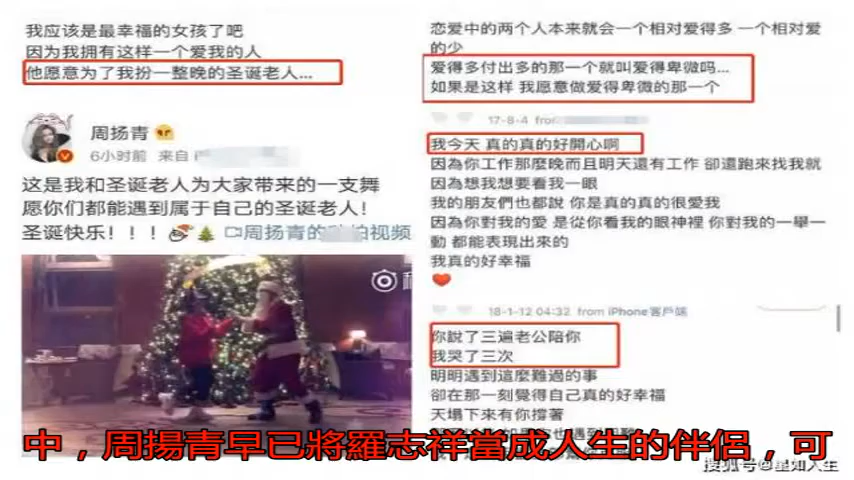 我应该是最幸福的女孩了吧
因为我拥有这样一个爱我的人
他愿意为了我扮一整晚的圣诞老人...
周扬青
6小时前 来自
这是我和圣诞老人为大家带来的一支舞
愿你们都能遇到属于自己的圣诞老人！
圣诞快乐！！！
周扬青的
拍视频
恋爱中的两个人本来就会一个相对爱得多 一个相对爱
的少
爱得多付出多的那一个就叫爱得卑微吗...
如果是这样 我愿意做爱得卑微的那一个
17-8-4 from
我今天 真的真的好開心啊
因為你工作那麼晚而且明天還有工作 卻還跑來找我就
因為想我想要看我一眼
我的朋友們也都說 你是真的真的很愛我
因為你對我的愛 是從你看我的眼神裡 你對我的一舉一
動 都能表現出來的
我真的好幸福
18-1-12 04:32 from iPhone客戶端
你說了三遍老公陪你
我哭了三次
明明遇到這麼難過的事
卻在那一刻覺得自己真的好幸福
天塌下來有你撐著
中，周揚青早已將羅志祥當成人生的伴侶，可
搜狐号@星如人生